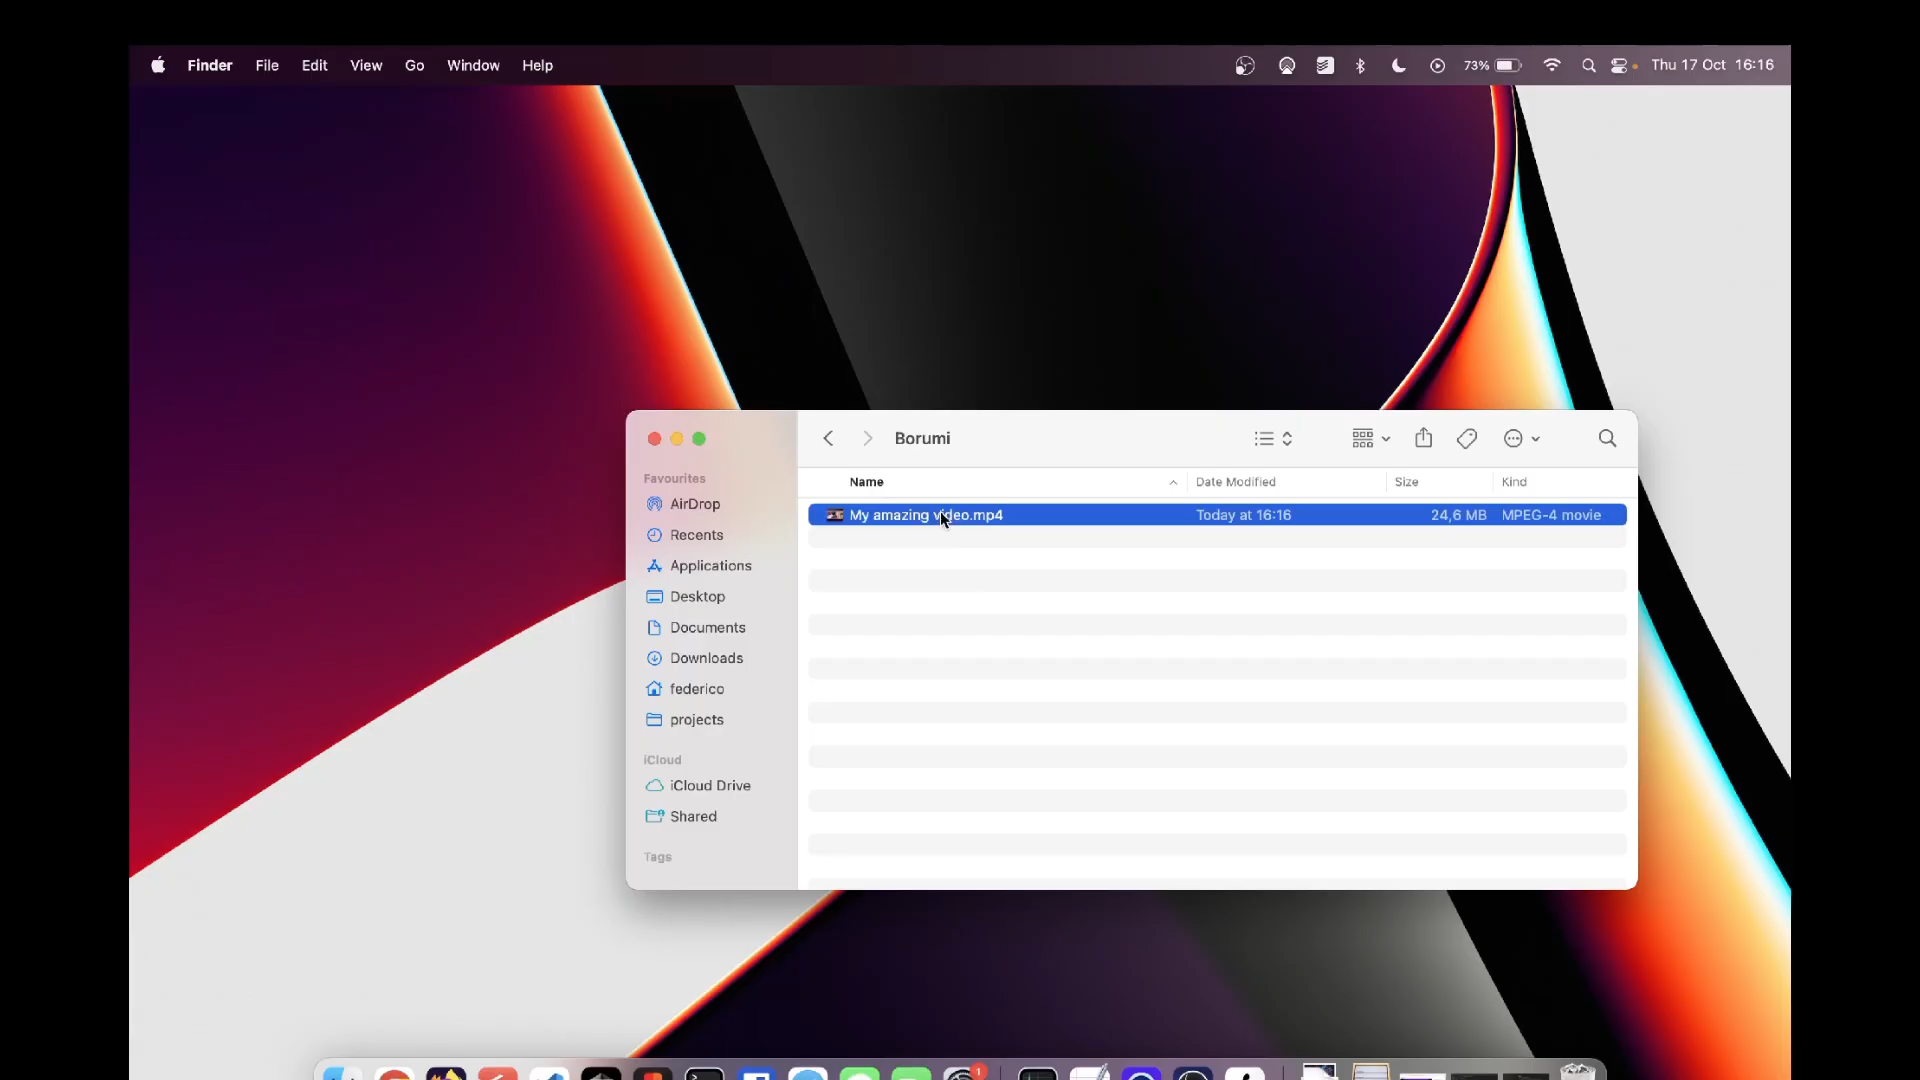 Finder File Edit View Go Window Help 73% Thu 17 Oct 16:16
Borumi
Favourites
AirDrop
Recents
Applications
Desktop
Documents
Downloads
federico
projects
iCloud
iCloud Drive
Shared
Tags
Name Date Modified Size Kind
My amazing video.mp4 Today at 16:16 24,6 MB MPEG-4 movie
1